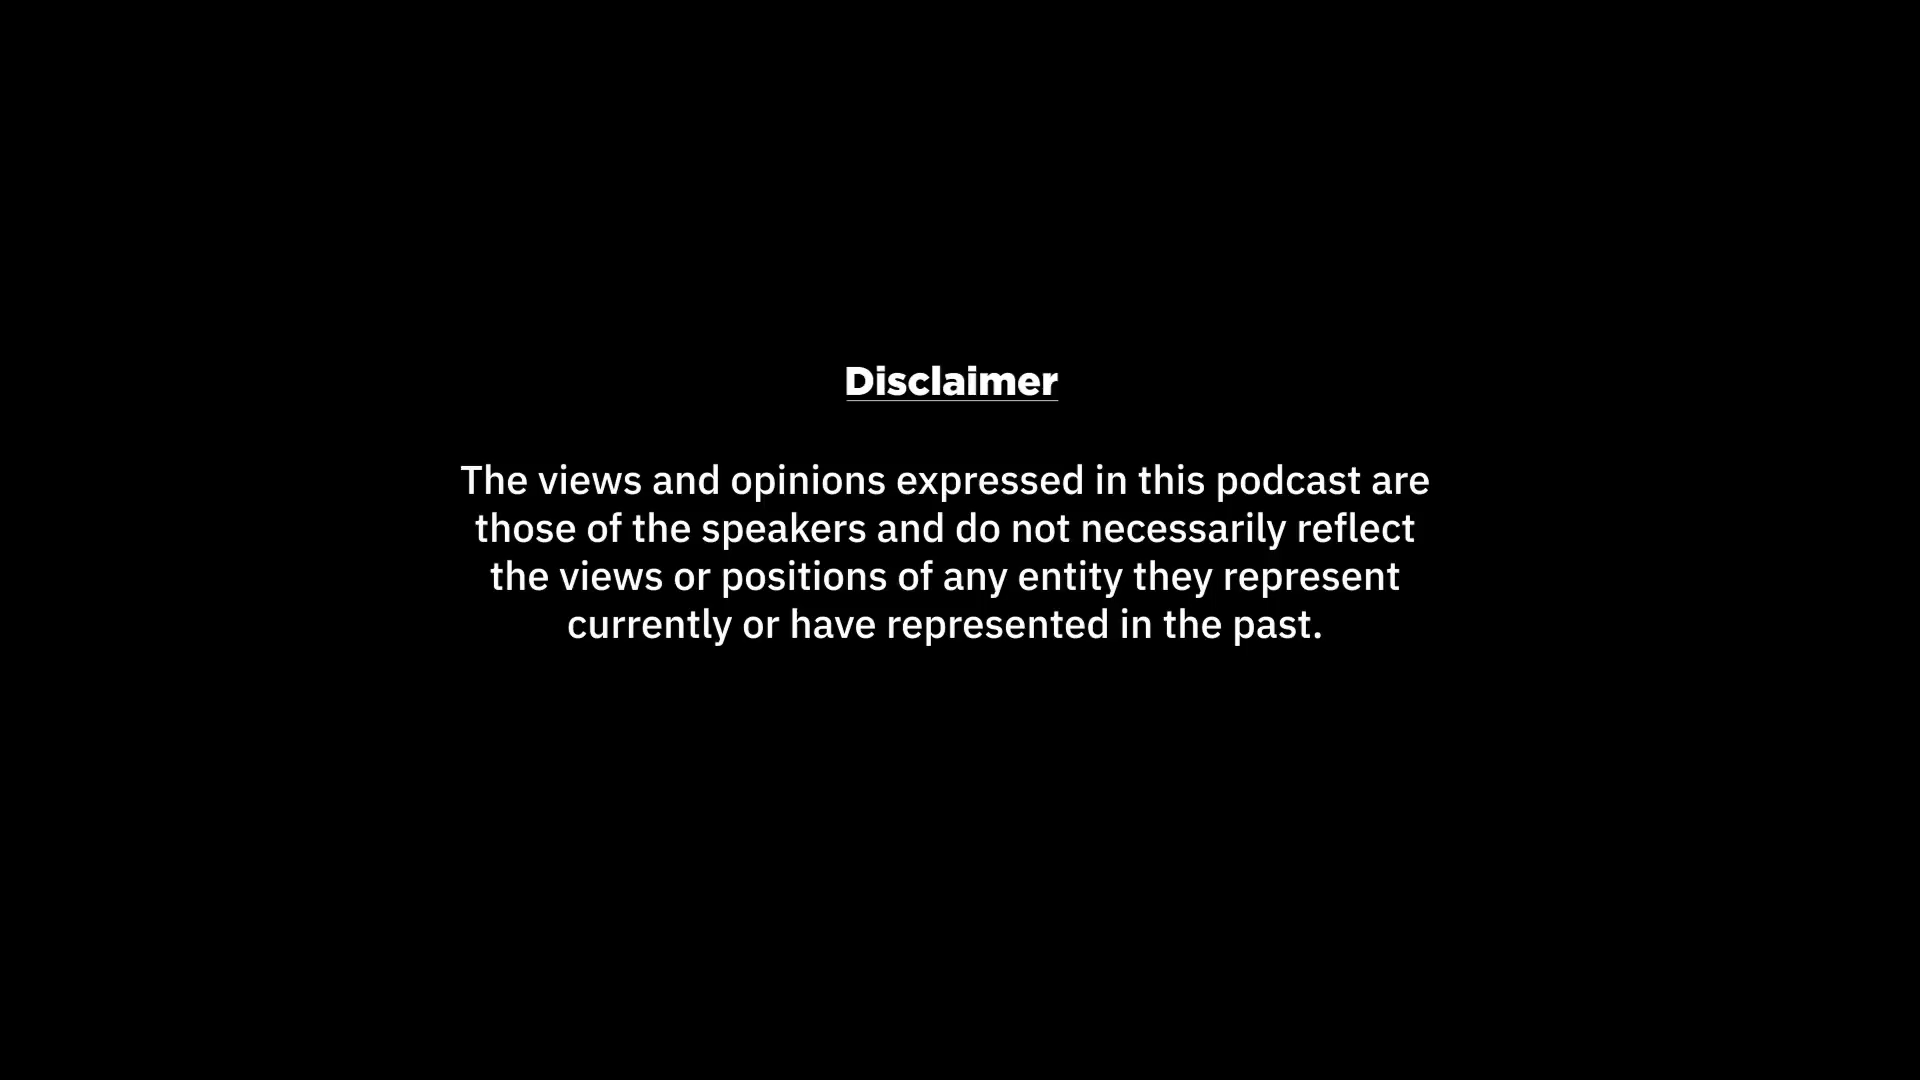 Disclaimer
The views and opinions expressed in this podcast are
those of the speakers and do not necessarily reflect
the views or positions of any entity they represent
currently or have represented in the past.